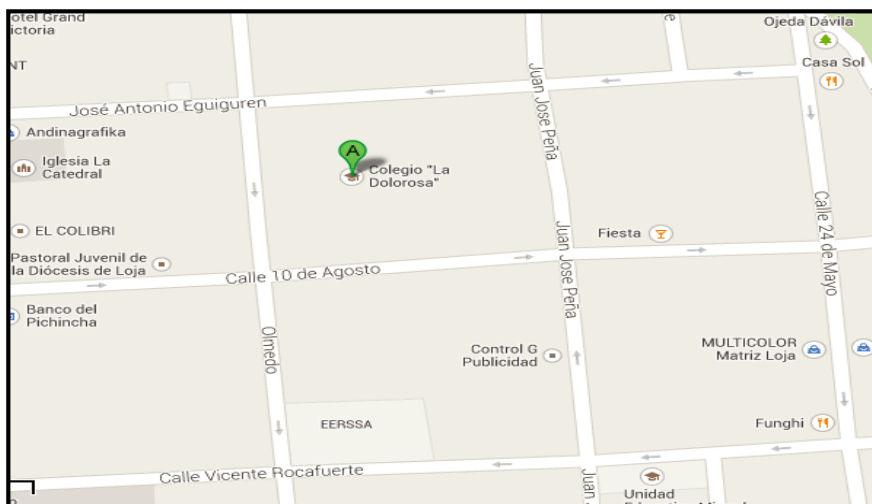 otel Grand
ictoria
Ojeda Dávila
NT
Casa Sol
José Antonio Eguiguren
Andinagrafika
Juan Jose Peña
A
Iglesia La
Catedral
Colegio "La
Dolorosa"
Calle 24 de Mayo
EL COLIBRI
Fiesta
Juan Jose Peña
Pastoral Juvenil de
la Diócesis de Loja
Calle 10 de Agosto
Banco del
Pichincha
Olmedo
Control G
Publicidad
MULTICOLOR
Matriz Loja
EERSSA
Funghi
Calle Vicente Rocafuerte
Juan
Unidad